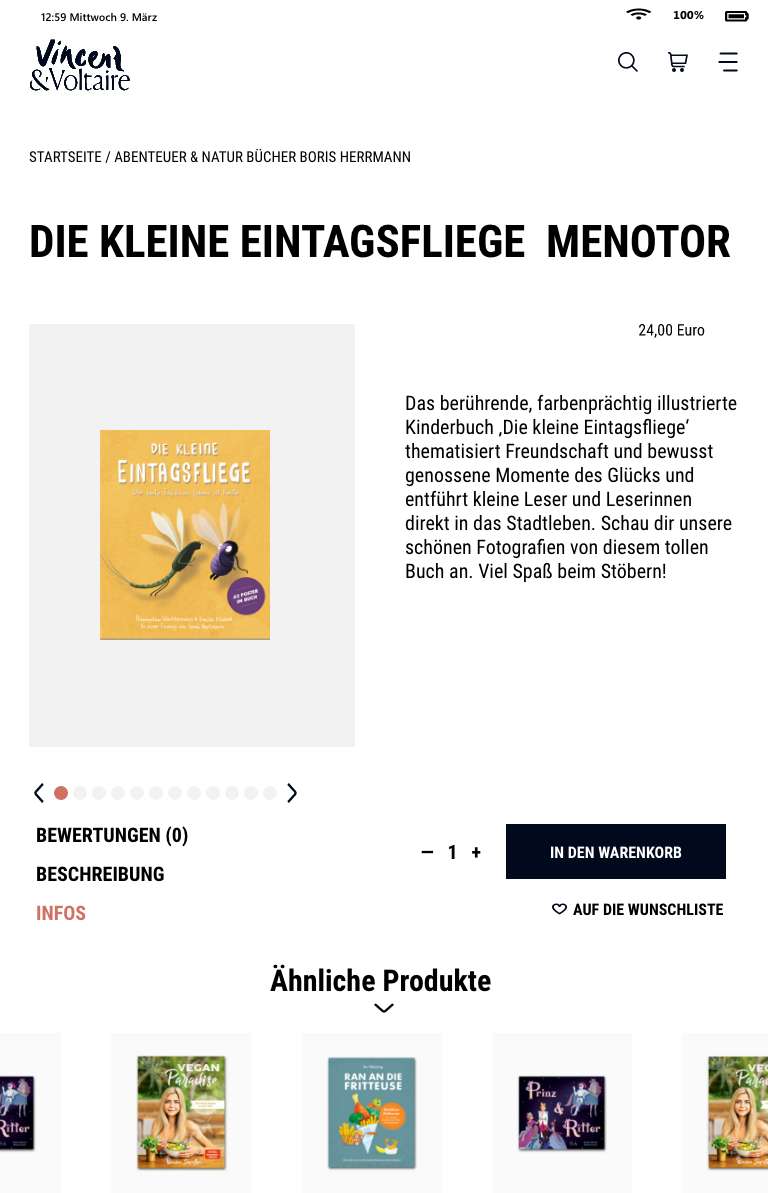 12:59 Mittwoch 9. März
100%
Vincent
&Voltaire
STARTSEITE / ABENTEUER & NATUR BÜCHER BORIS HERRMANN
DIE KLEINE EINTAGSFLIEGE MENOTOR
24,00 Euro
Das berührende, farbenprächtig illustrierte
Kinderbuch ‚Die kleine Eintagsfliege‘
thematisiert Freundschaft und bewusst
genossene Momente des Glücks und
entführt kleine Leser und Leserinnen
direkt in das Stadtleben. Schau dir unsere
schönen Fotografien von diesem tollen
Buch an. Viel Spaß beim Stöbern!
DIE KLEINE
EINTAGSFLIEGE
A3 POSTER
IM BUCH
BEWERTUNGEN (0)
BESCHREIBUNG
INFOS
– 1 +
IN DEN WARENKORB
AUF DIE WUNSCHLISTE
Ähnliche Produkte
Ritter
VEGAN
Paradise
RAN AN DIE
FRITTEUSE
Prinz
&
Ritter
VEGAN
Paradise